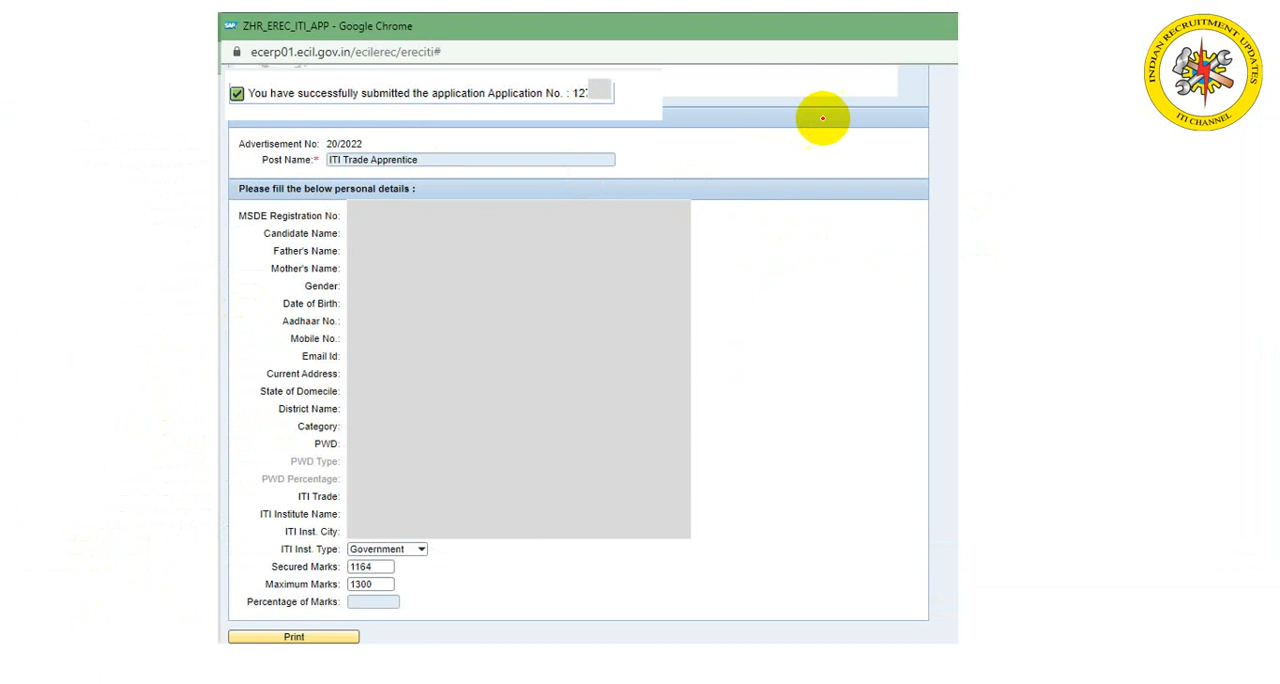 ZHR_EREC_ITI_APP - Google Chrome
ecerp01.ecil.gov.in/ecilerec/ereciti#
You have successfully submitted the application Application No. : 127
Advertisement No: 20/2022
Post Name:* ITI Trade Apprentice
Please fill the below personal details :
MSDE Registration No:
Candidate Name:
Father's Name:
Mother's Name:
Gender:
Date of Birth:
Aadhaar No.:
Mobile No.:
Email Id:
Current Address:
State of Domicile:
District Name:
Category:
PWD:
PWD Type:
PWD Percentage:
ITI Trade:
ITI Institute Name:
ITI Inst. City:
ITI Inst. Type: Government
Secured Marks: 1164
Maximum Marks: 1300
Percentage of Marks:
Print
INDIAN RECRUITMENT UPDATES
ITI CHANNEL